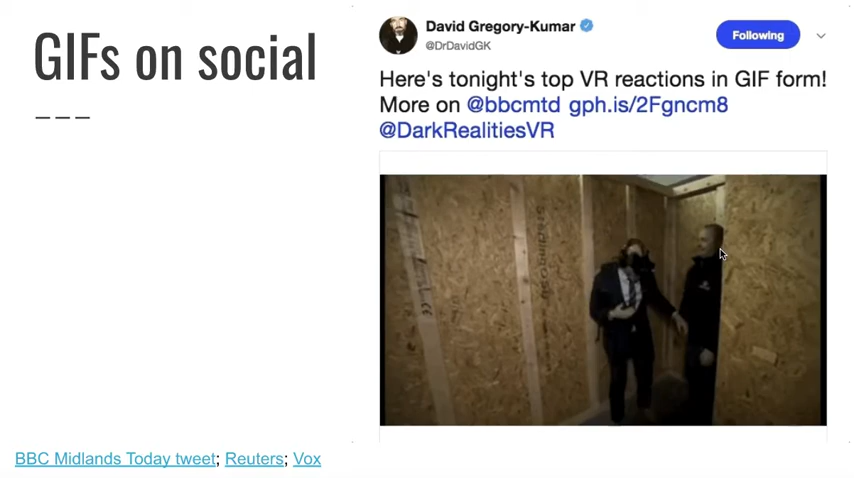 GIFs on social
David Gregory-Kumar
@DrDavidGK
Following
Here's tonight's top VR reactions in GIF form!
More on @bbcmtd gph.is/2Fgncm8
@DarkRealitiesVR
BBC Midlands Today tweet; Reuters; Vox